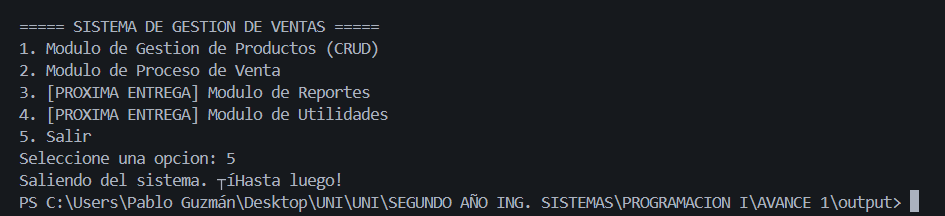 ===== SISTEMA DE GESTION DE VENTAS =====
1. Modulo de Gestion de Productos (CRUD)
2. Modulo de Proceso de Venta
3. [PROXIMA ENTREGA] Modulo de Reportes
4. [PROXIMA ENTREGA] Modulo de Utilidades
5. Salir
Seleccione una opcion: 5
Saliendo del sistema. ┬íHasta luego!
PS C:\Users\Pablo Guzmán\Desktop\UNI\UNI\SEGUNDO AÑO ING. SISTEMAS\PROGRAMACION I\AVANCE 1\output>